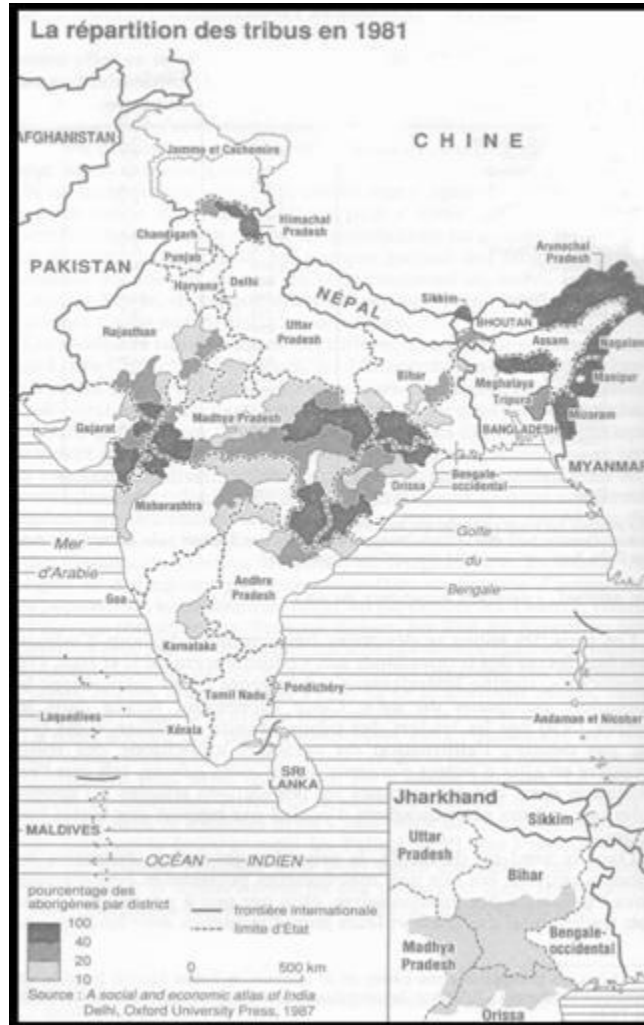 La répartition des tribus en 1981
AFGHANISTAN
CHINE
Jammu et Cachemire
Himachal
Pradesh
Chandigarh
Punjab
PAKISTAN
Haryana
Delhi
Arunachal
Pradesh
NÉPAL
Sikkim
BHOUTAN
Rajasthan
Uttar
Pradesh
Assam
Nagaland
Bihar
Meghalaya
Manipur
Tripura
Gujarat
Madhya Pradesh
Mizoram
BANGLADESH
MYANMAR
Bengale-
occidental
Orissa
Maharashtra
Mer
d'Arabie
Golfe
du
Bengale
Andhra
Pradesh
Goa
Karnataka
Tamil Nadu
Pondichéry
Laquedives
Kérala
Andaman et Nicobar
SRI
LANKA
MALDIVES
OCÉAN INDIEN
Jharkhand
Sikkim
Uttar
Pradesh
Bihar
Bengale-
occidental
Madhya
Pradesh
Orissa
pourcentage des
aborigènes par district
100
40
20
10
frontière internationale
limite d'État
0 500 km
Source : A social and economic atlas of India
Delhi, Oxford University Press, 1987